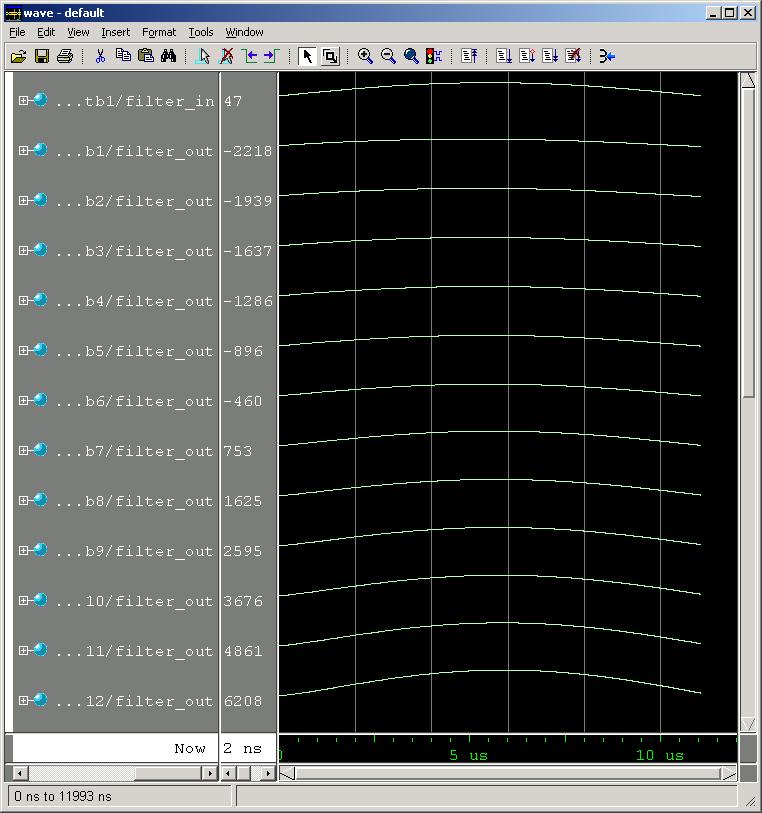 wave - default
File Edit View Insert Format Tools Window
...tb1/filter_in 47
...b1/filter_out -2218
...b2/filter_out -1939
...b3/filter_out -1637
...b4/filter_out -1286
...b5/filter_out -896
...b6/filter_out -460
...b7/filter_out 753
...b8/filter_out 1625
...b9/filter_out 2595
...10/filter_out 3676
...11/filter_out 4861
...12/filter_out 6208
Now 2 ns 0 5 us 10 us
0 ns to 11993 ns